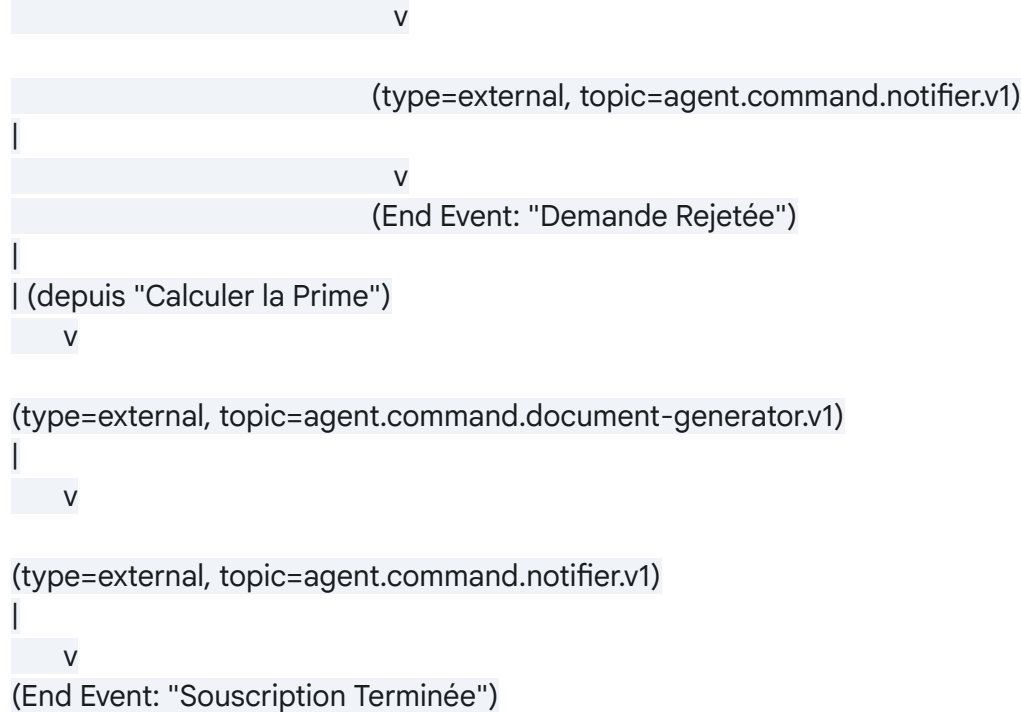 v
(type=external, topic=agent.command.notifier.v1)
|
v
(End Event: "Demande Rejetée")
|
| (depuis "Calculer la Prime")
v
(type=external, topic=agent.command.document-generator.v1)
|
v
(type=external, topic=agent.command.notifier.v1)
|
v
(End Event: "Souscription Terminée")